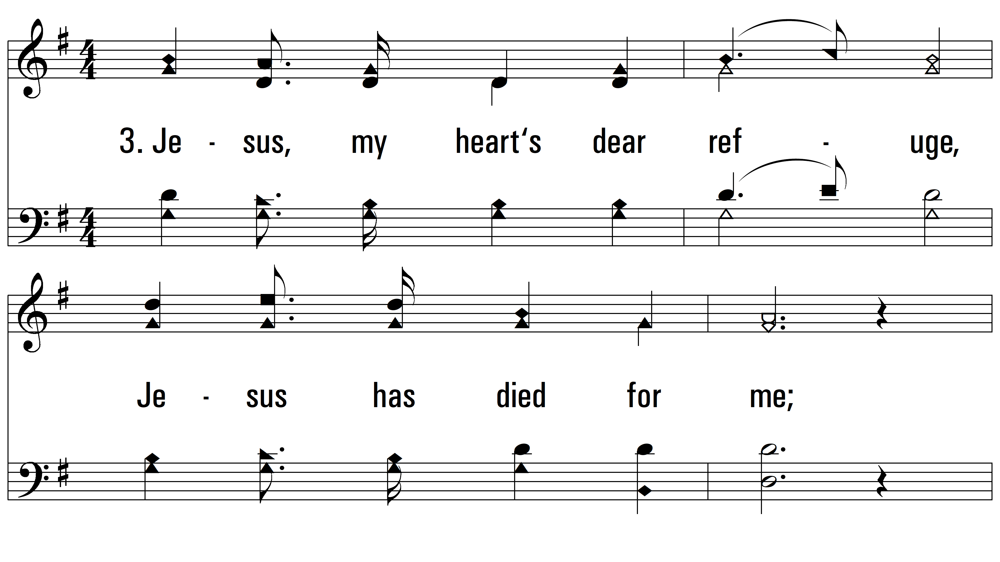 3. Je - sus, my heart‘s dear ref - uge,
Je - sus has died for me;